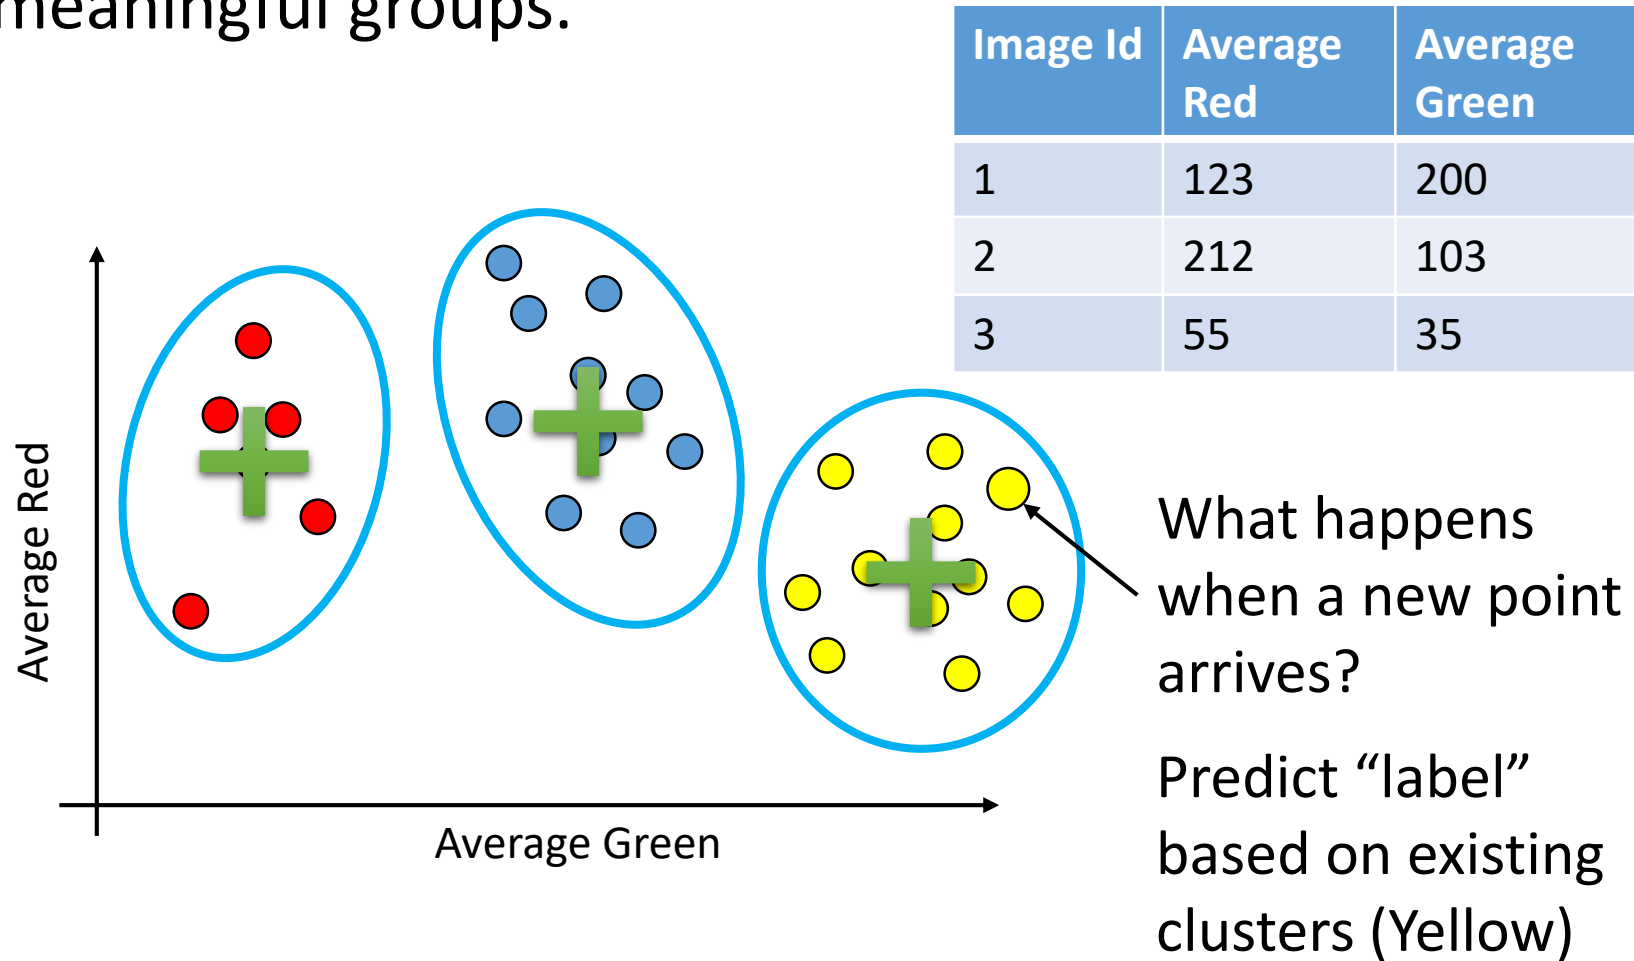 meaningful groups.
Image Id Average Red Average Green
1 123 200
2 212 103
3 55 35
Average Red
Average Green
What happens
when a new point
arrives?
Predict “label”
based on existing
clusters (Yellow)